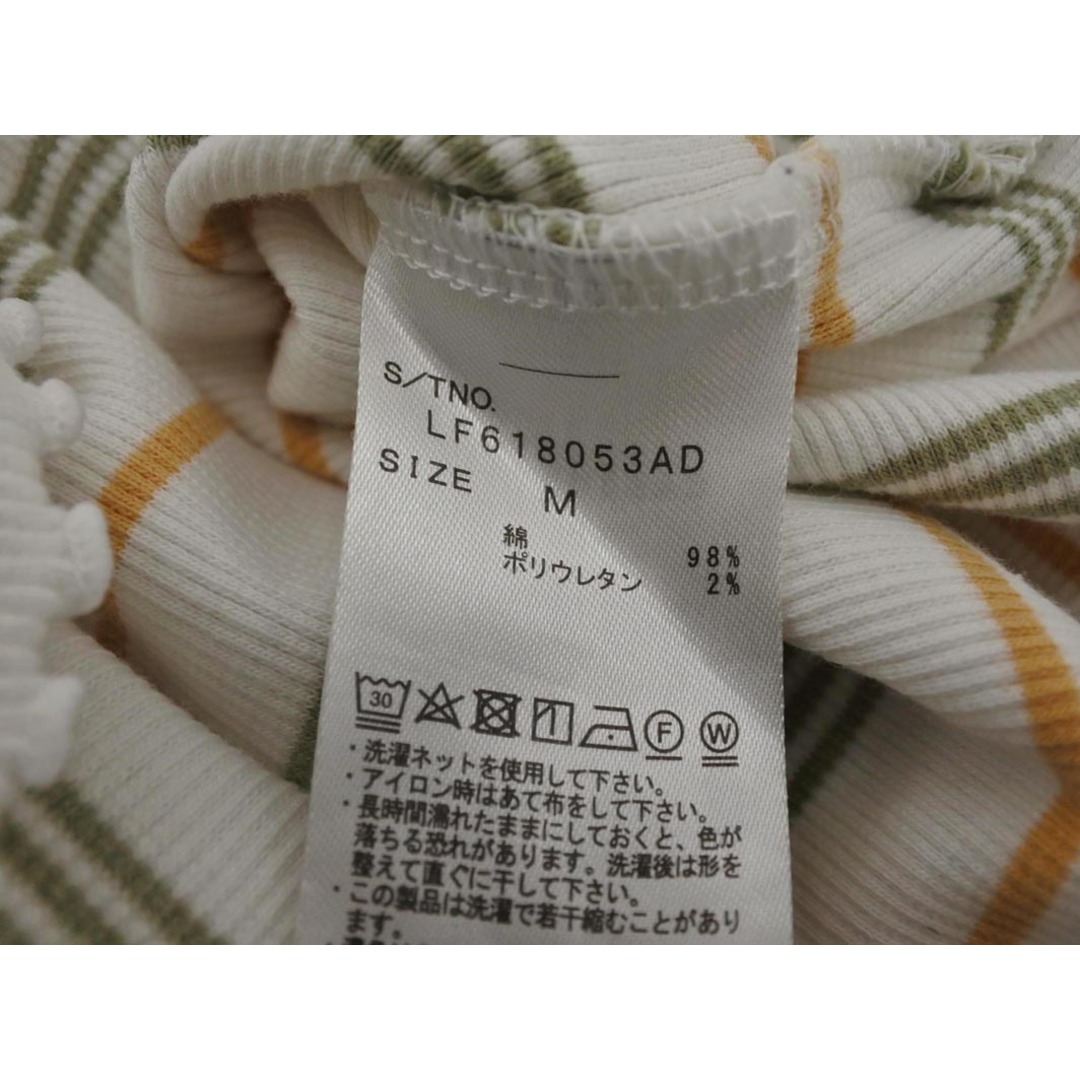 S/TNO.
LF618053AD
SIZE M
綿 98%
ポリウレタン 2%
30 F W
・洗濯ネットを使用して下さい。
・アイロン時はあて布をして下さい。
・長時間濡れたままにしておくと、色が
落ちる恐れがあります。洗濯後は形を
整えて直ぐに干して下さい。
・この製品は洗濯で若干縮むことがあり
ます。